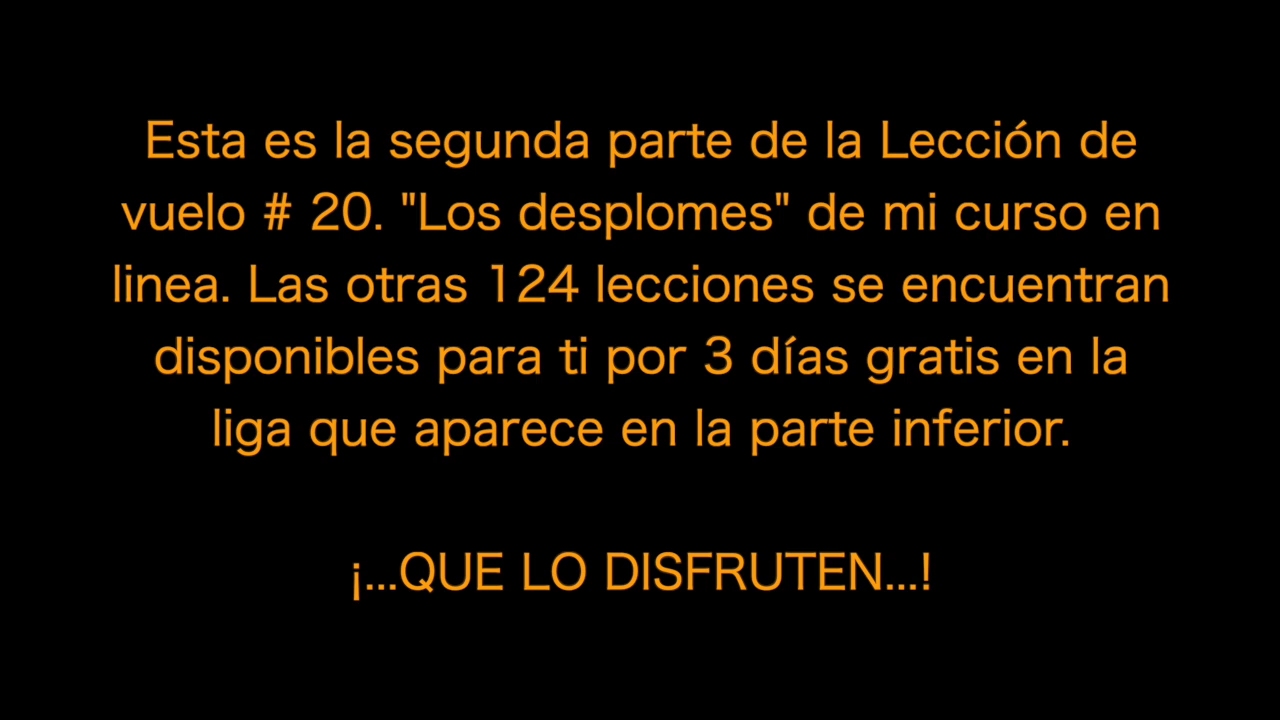 Esta es la segunda parte de la Lección de
vuelo # 20. "Los desplomes" de mi curso en
linea. Las otras 124 lecciones se encuentran
disponibles para ti por 3 días gratis en la
liga que aparece en la parte inferior.
¡...QUE LO DISFRUTEN...!